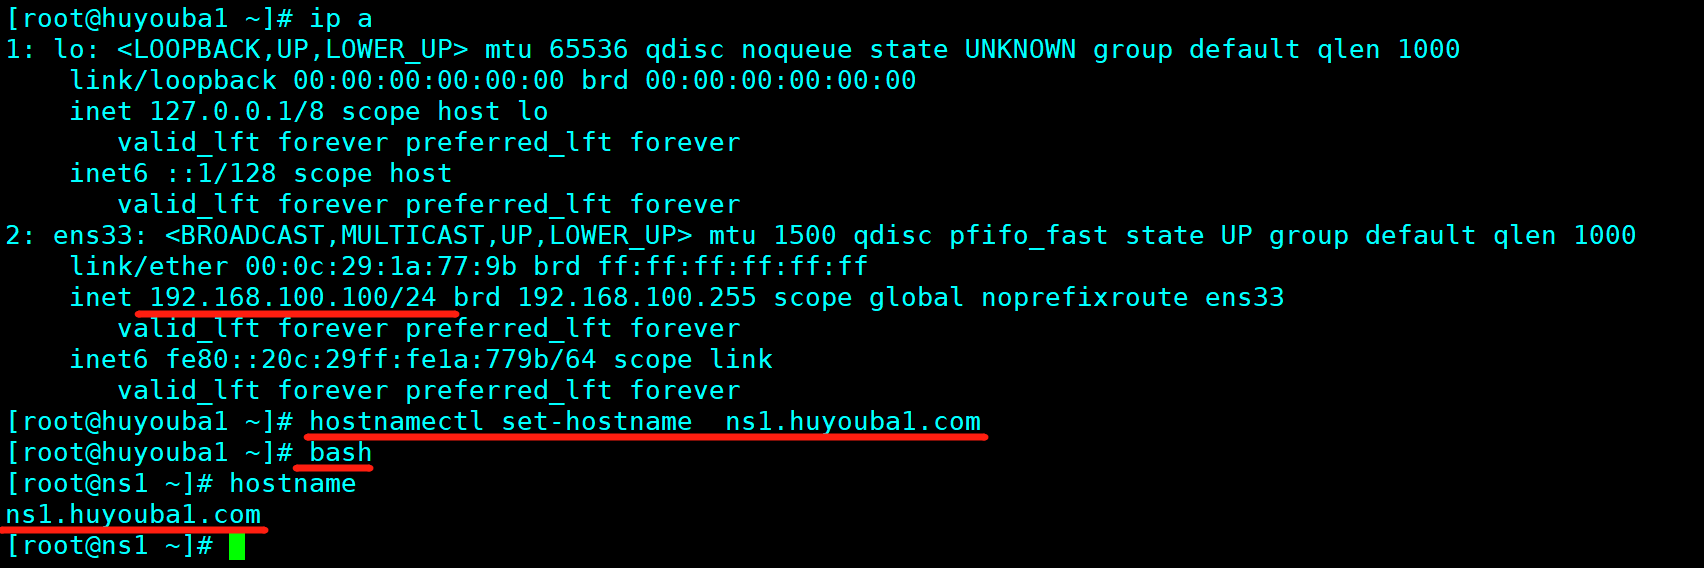 [root@huyouba1 ~]# ip a
1: lo: <LOOPBACK,UP,LOWER_UP> mtu 65536 qdisc noqueue state UNKNOWN group default qlen 1000
    link/loopback 00:00:00:00:00:00 brd 00:00:00:00:00:00
    inet 127.0.0.1/8 scope host lo
       valid_lft forever preferred_lft forever
    inet6 ::1/128 scope host
       valid_lft forever preferred_lft forever
2: ens33: <BROADCAST,MULTICAST,UP,LOWER_UP> mtu 1500 qdisc pfifo_fast state UP group default qlen 1000
    link/ether 00:0c:29:1a:77:9b brd ff:ff:ff:ff:ff:ff
    inet 192.168.100.100/24 brd 192.168.100.255 scope global noprefixroute ens33
       valid_lft forever preferred_lft forever
    inet6 fe80::20c:29ff:fe1a:779b/64 scope link
       valid_lft forever preferred_lft forever
[root@huyouba1 ~]# hostnamectl set-hostname  ns1.huyouba1.com
[root@huyouba1 ~]# bash
[root@ns1 ~]# hostname
ns1.huyouba1.com
[root@ns1 ~]#